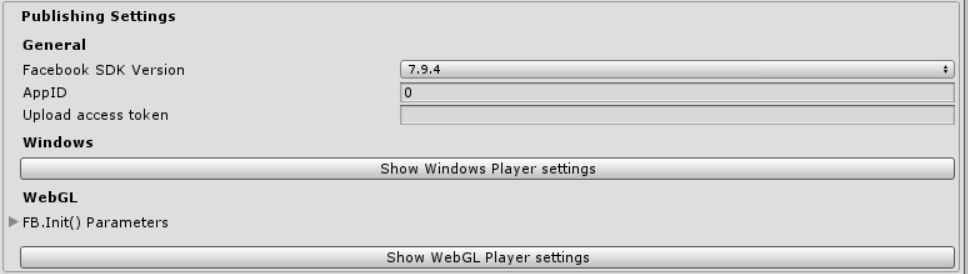 Publishing Settings
General
Facebook SDK Version 7.9.4
AppID 0
Upload access token
Windows
Show Windows Player settings
WebGL
FB.Init() Parameters
Show WebGL Player settings